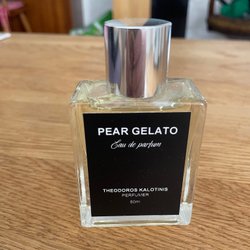 PEAR GELATO
Eau de parfum
THEODOROS KALOTINIS
PERFUMER
50ml